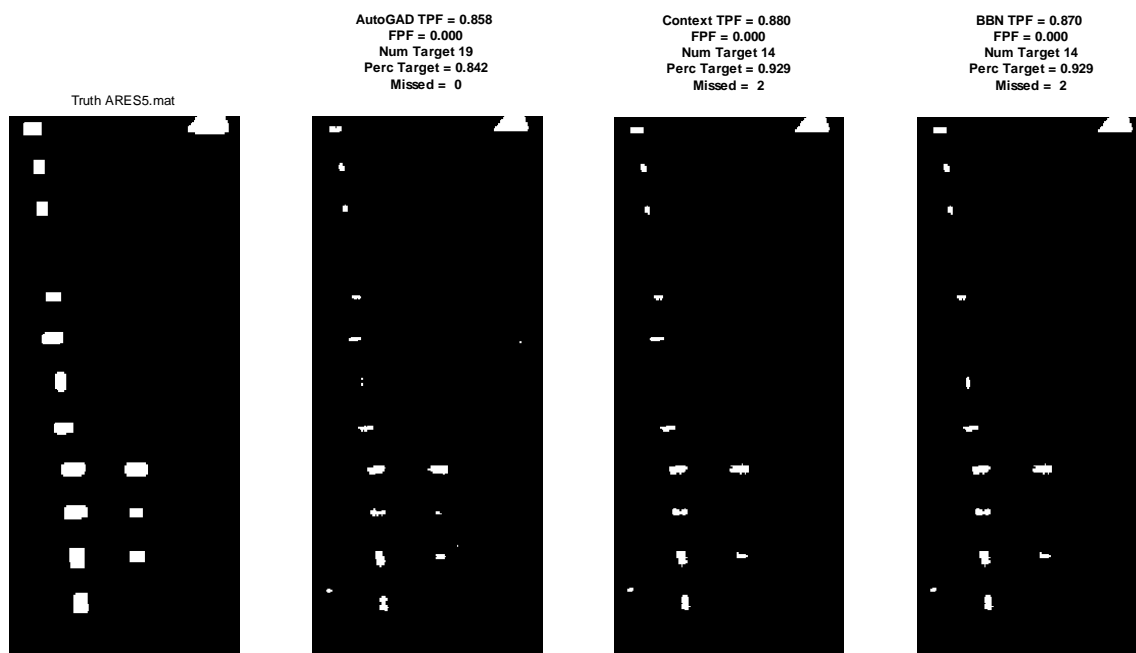 Truth ARES5.mat
AutoGAD TPF = 0.858
FPF = 0.000
Num Target 19
Perc Target = 0.842
Missed = 0
Context TPF = 0.880
FPF = 0.000
Num Target 14
Perc Target = 0.929
Missed = 2
BBN TPF = 0.870
FPF = 0.000
Num Target 14
Perc Target = 0.929
Missed = 2